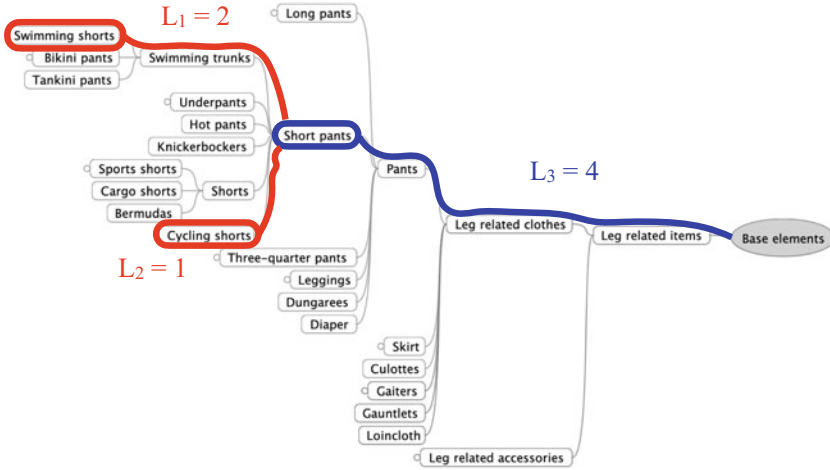 L₁ = 2
Long pants
Swimming shorts
Bikini pants
Swimming trunks
Tankini pants
Underpants
Hot pants
Short pants
Knickerbockers
Sports shorts
Pants
L₃ = 4
Cargo shorts
Shorts
Bermudas
Leg related clothes
Cycling shorts
Leg related items
Base elements
Three-quarter pants
L₂ = 1
Leggings
Dungarees
Diaper
Skirt
Culottes
Gaiters
Gauntlets
Loincloth
Leg related accessories